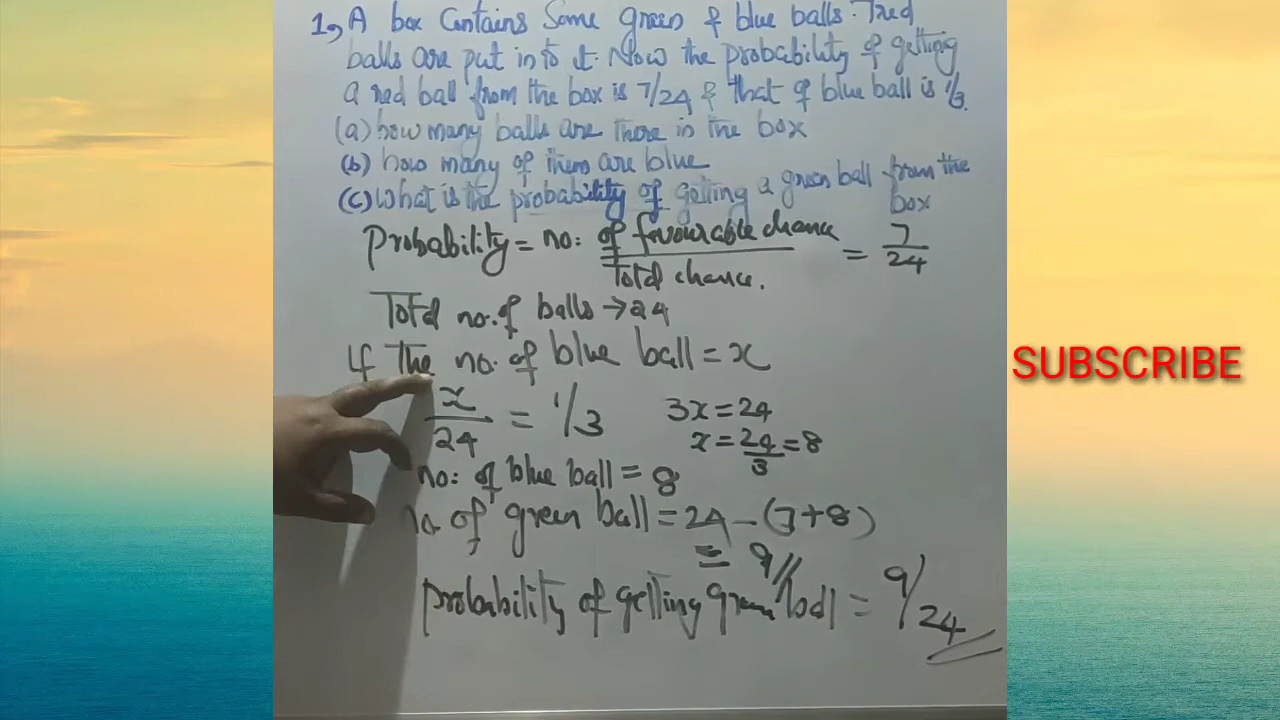 1, A box Contains Some green & blue balls. 7 red
balls are put in to it. Now the probability of getting
a red ball from the box is 7/24 & that of blue ball is 1/3.
(a) how many balls are there in the box
(b) how many of them are blue
(c) What is the probability of getting a green ball from the
box
Probability = no: of favourable chance / Total chance. = 7/24
Total no. of balls → 24
If the no. of blue ball = x
x/24 = 1/3 3x = 24
x = 24/3 = 8
no: of blue ball = 8
no of green ball = 24 - (7+8)
= 9//
Probability of getting green ball = 9/24
SUBSCRIBE